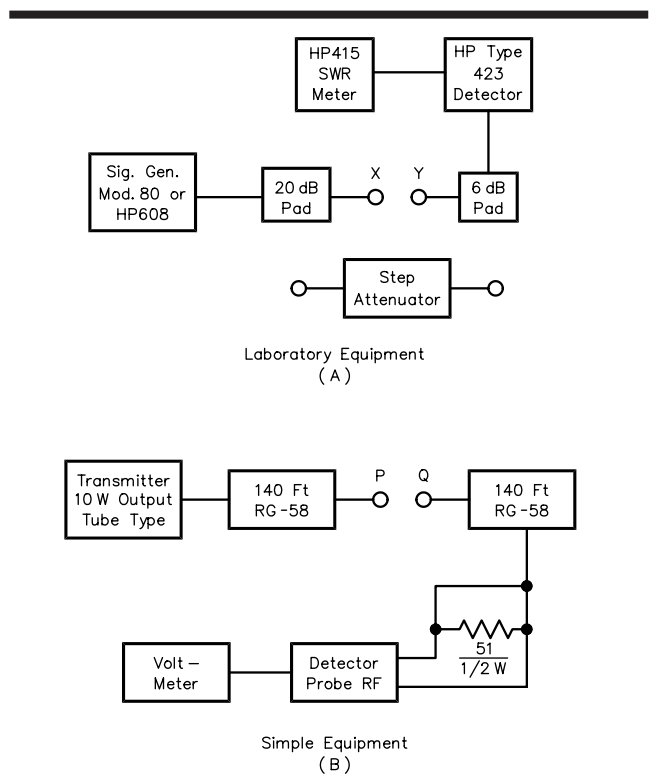 HP415
SWR
Meter
HP Type
423
Detector
Sig. Gen.
Mod. 80 or
HP608
20 dB
Pad
X
Y
6 dB
Pad
Step
Attenuator
Laboratory Equipment
(A)
Transmitter
10 W Output
Tube Type
140 Ft
RG-58
P
Q
140 Ft
RG-58
51
1/2 W
Volt-
Meter
Detector
Probe RF
Simple Equipment
(B)